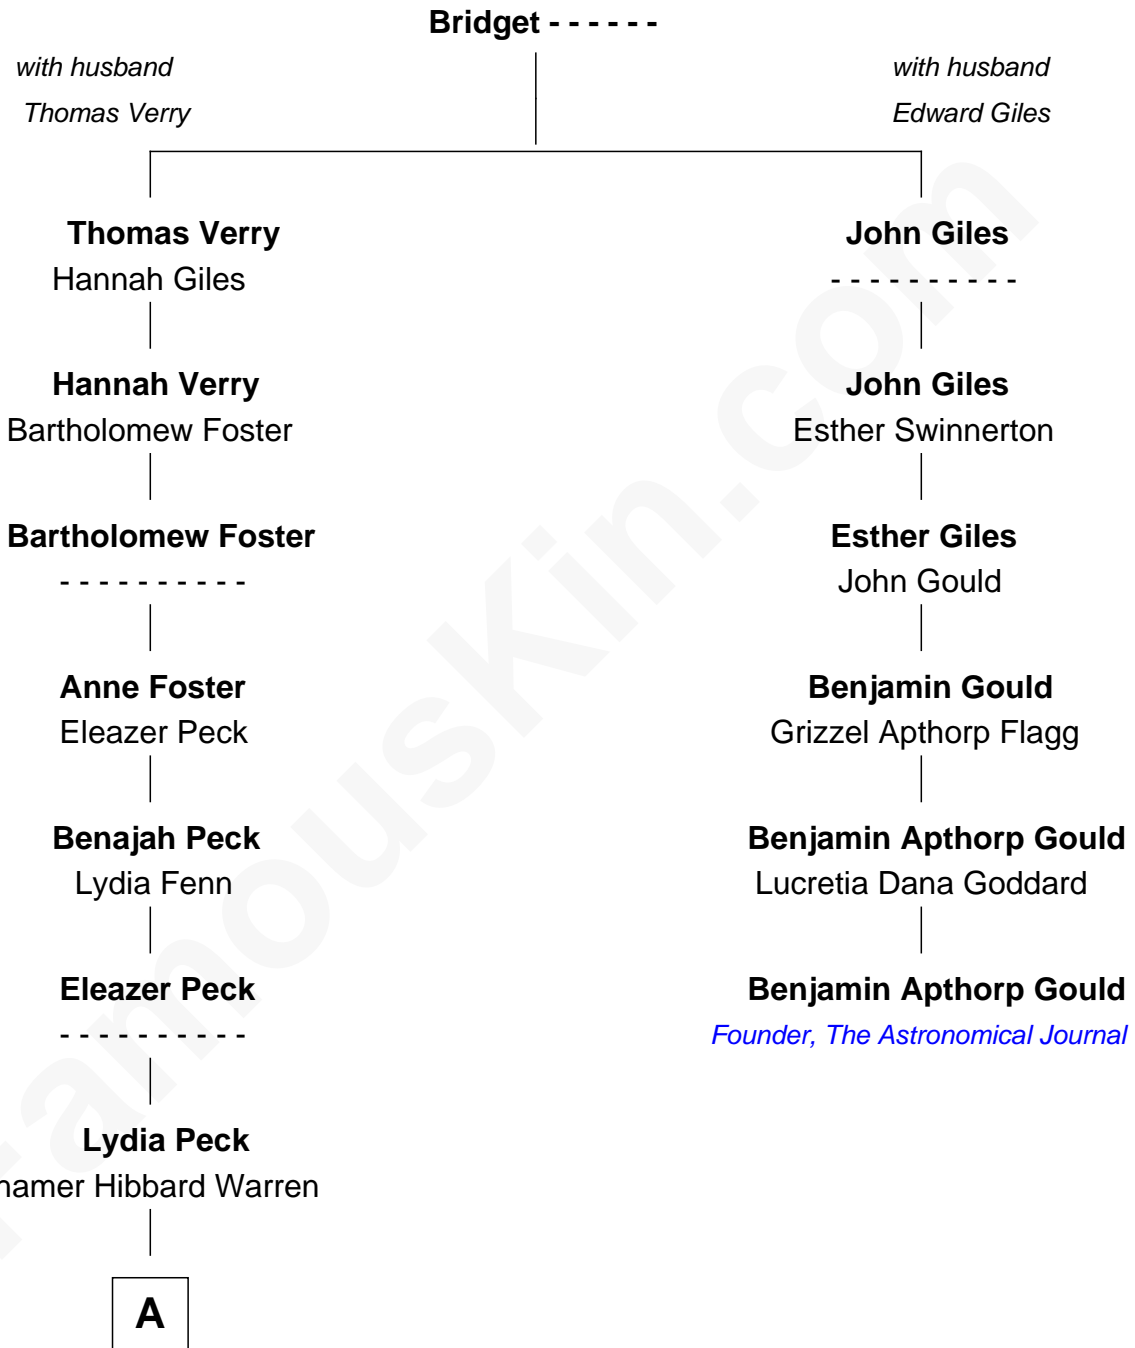 Bridget - - - - - -
with husband
Thomas Verry
with husband
Edward Giles
Thomas Verry
Hannah Giles
Hannah Verry
Bartholomew Foster
Bartholomew Foster
- - - - - - - - - -
Anne Foster
Eleazer Peck
Benajah Peck
Lydia Fenn
Eleazer Peck
- - - - - - - - - -
Lydia Peck
Hibbard Warren
A
John Giles
- - - - - - - - - -
John Giles
Esther Swinnerton
Esther Giles
John Gould
Benjamin Gould
Grizzel Apthorp Flagg
Benjamin Apthorp Gould
Lucretia Dana Goddard
Benjamin Apthorp Gould
Founder, The Astronomical Journal
FamousKin.com